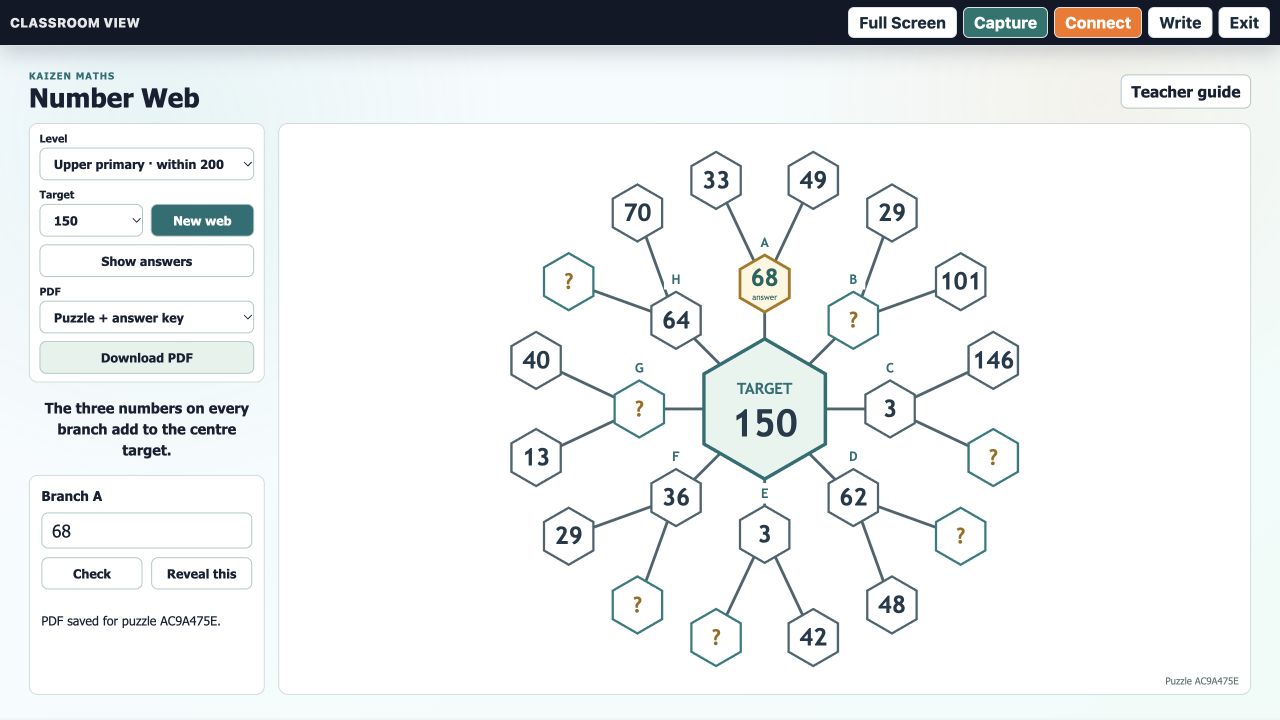 CLASSROOM VIEW
Full Screen
Capture
Connect
Write
Exit
KAIZEN MATHS
Number Web
Teacher guide
Level
Upper primary · within 200
Target
150
New web
Show answers
PDF
Puzzle + answer key
Download PDF
The three numbers on every
branch add to the centre
target.
Branch A
68
Check
Reveal this
PDF saved for puzzle AC9A475E.
33
49
70
29
A
68
answer
?
H
B
101
64
?
40
146
G
TARGET
150
C
?
3
13
?
F
D
36
E
62
29
3
?
?
48
?
42
Puzzle AC9A475E